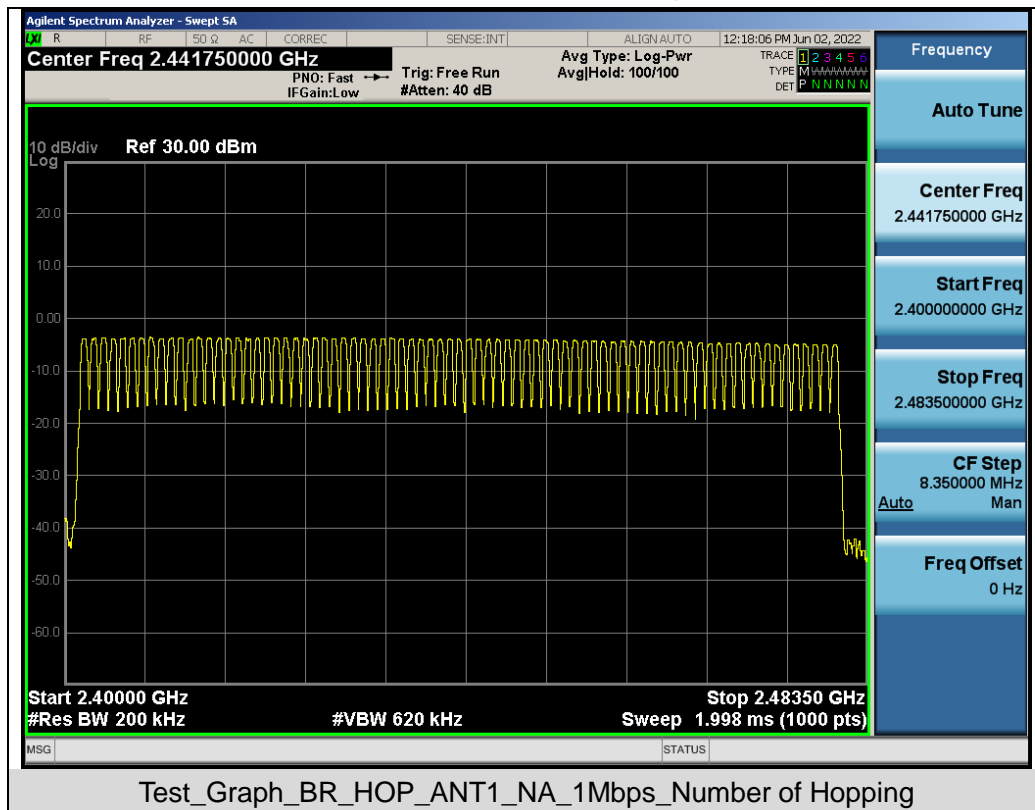 Agilent Spectrum Analyzer - Swept SA
LXI R RF 50 Ω AC CORREC SENSE:INT ALIGN AUTO 12:18:06 PM Jun 02, 2022
Center Freq 2.441750000 GHz
PNO: Fast
IFGain:Low
Trig: Free Run
#Atten: 40 dB
Avg Type: Log-Pwr
Avg|Hold: 100/100
TRACE 1 2 3 4 5 6
TYPE M WWWWW
DET P N N N N N
10 dB/div Ref 30.00 dBm
Log
20.0
10.0
0.00
-10.0
-20.0
-30.0
-40.0
-50.0
-60.0
Start 2.40000 GHz Stop 2.48350 GHz
#Res BW 200 kHz #VBW 620 kHz Sweep 1.998 ms (1000 pts)
MSG STATUS
Frequency
Auto Tune
Center Freq
2.441750000 GHz
Start Freq
2.400000000 GHz
Stop Freq
2.483500000 GHz
CF Step
8.350000 MHz
Auto Man
Freq Offset
0 Hz
Test_Graph_BR_HOP_ANT1_NA_1Mbps_Number of Hopping